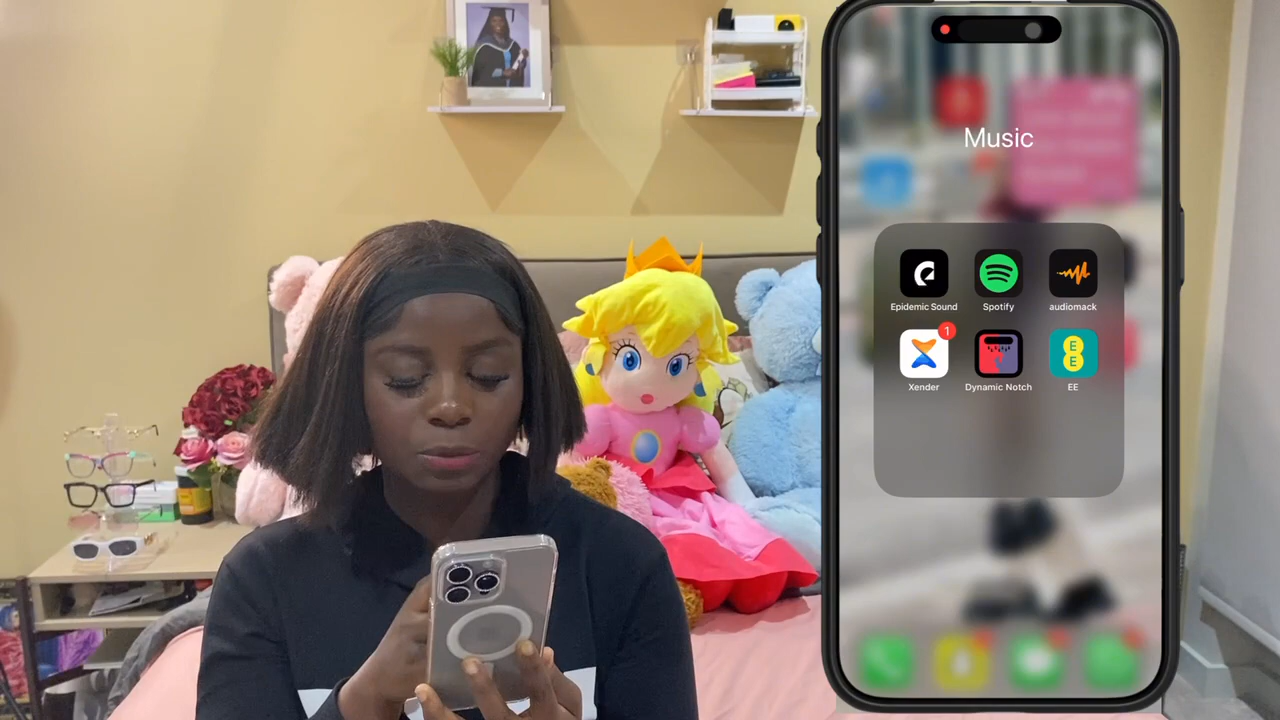 Music
Epidemic Sound
Spotify
audiomack
1
Xender
Dynamic Notch
E
E
EE